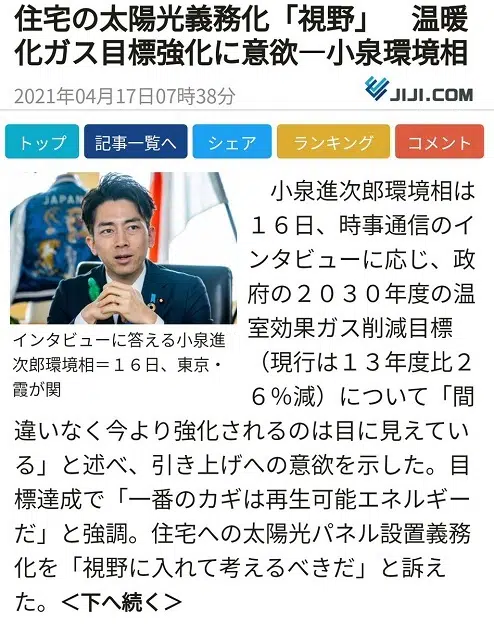 住宅の太陽光義務化「視野」　温暖
化ガス目標強化に意欲―小泉環境相
2021年04月17日07時38分
JIJI.COM
トップ
記事一覧へ
シェア
ランキング
コメント
JAPAN
インタビューに答える小泉進
次郎環境相＝１６日、東京・
霞が関
　小泉進次郎環境相は
１６日、時事通信のイ
ンタビューに応じ、政
府の２０３０年度の温
室効果ガス削減目標
（現行は１３年度比２
６％減）について「間
違いなく今より強化されるのは目に見えてい
る」と述べ、引き上げへの意欲を示した。目
標達成で「一番のカギは再生可能エネルギー
だ」と強調。住宅への太陽光パネル設置義務
化を「視野に入れて考えるべきだ」と訴え
た。＜下へ続く＞